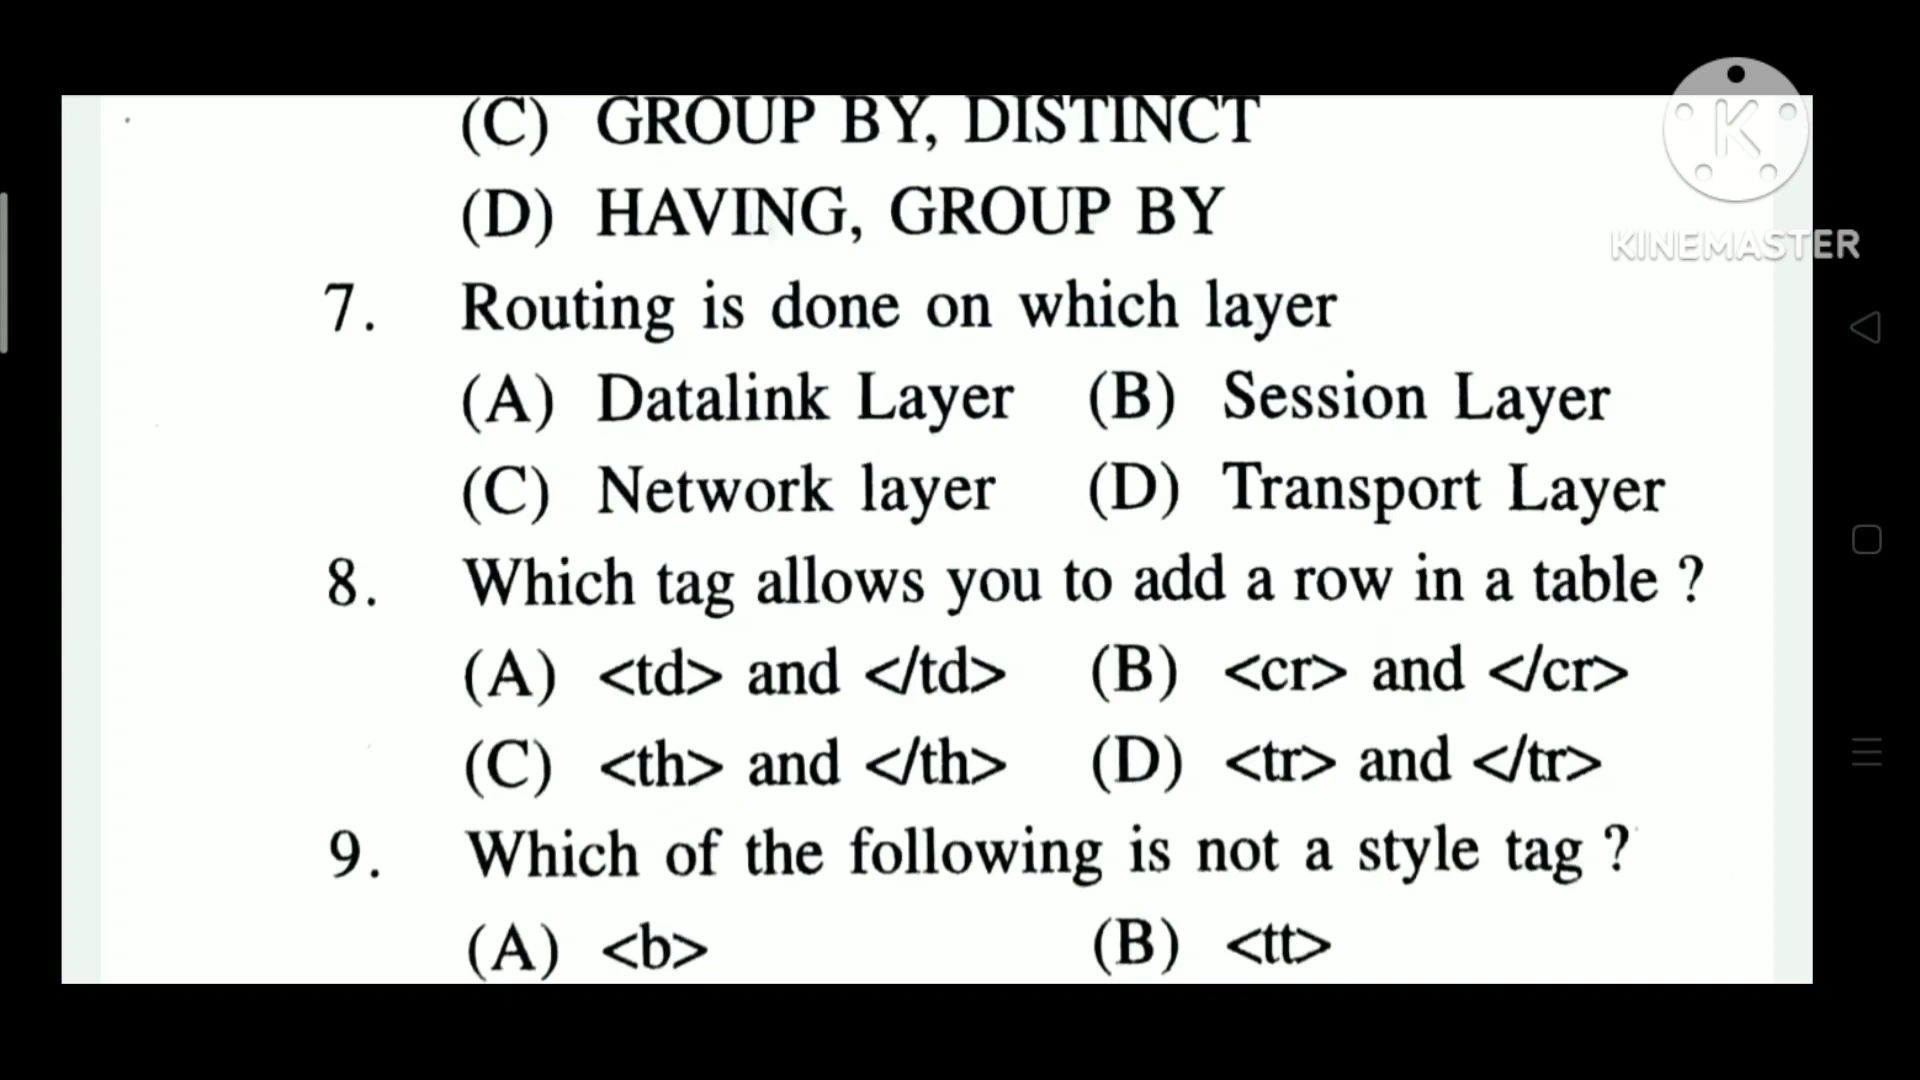 (C) GROUP BY, DISTINCT
(D) HAVING, GROUP BY
7. Routing is done on which layer
(A) Datalink Layer (B) Session Layer
(C) Network layer (D) Transport Layer
8. Which tag allows you to add a row in a table ?
(A) <td> and </td> (B) <cr> and </cr>
(C) <th> and </th> (D) <tr> and </tr>
9. Which of the following is not a style tag ?
(A) <b> (B) <tt>
K
KINEMASTER